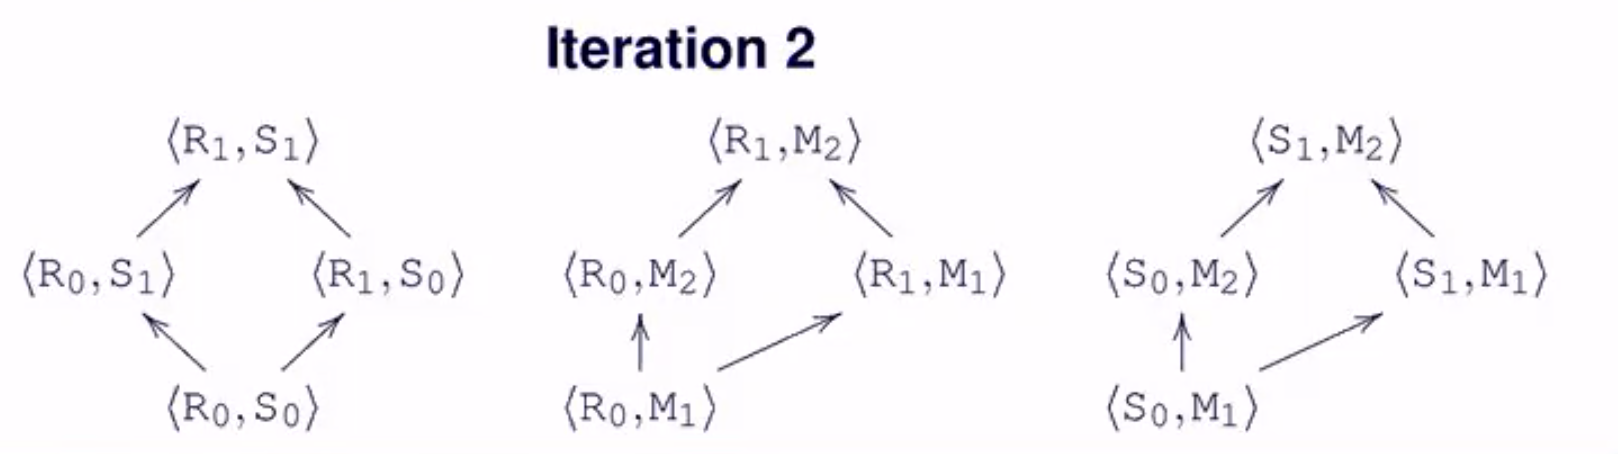 Iteration 2
⟨R₁,S₁⟩ ⟨R₁,M₂⟩ ⟨S₁,M₂⟩
⟨R₀,S₁⟩ ⟨R₁,S₀⟩ ⟨R₀,M₂⟩ ⟨R₁,M₁⟩ ⟨S₀,M₂⟩ ⟨S₁,M₁⟩
⟨R₀,S₀⟩ ⟨R₀,M₁⟩ ⟨S₀,M₁⟩